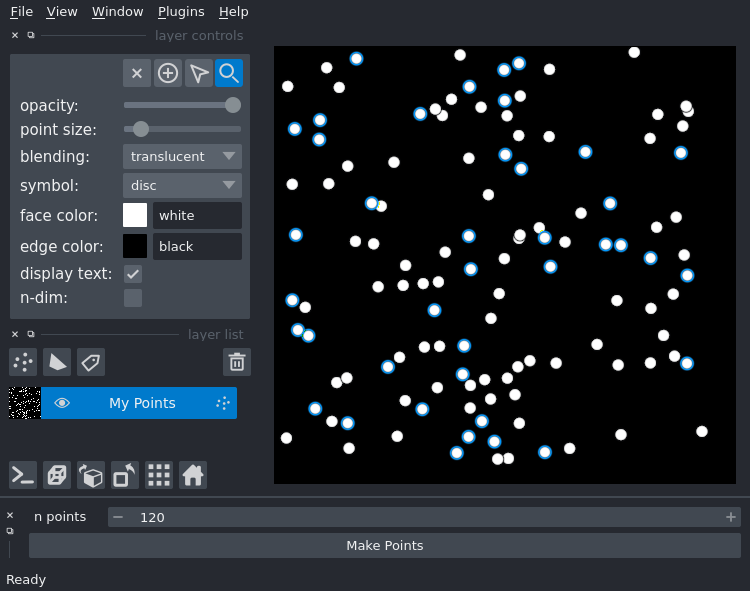 File View Window Plugins Help
layer controls
opacity:
point size:
blending: translucent
symbol: disc
face color: white
edge color: black
display text:
n-dim:
layer list
My Points
n points 120
Make Points
Ready